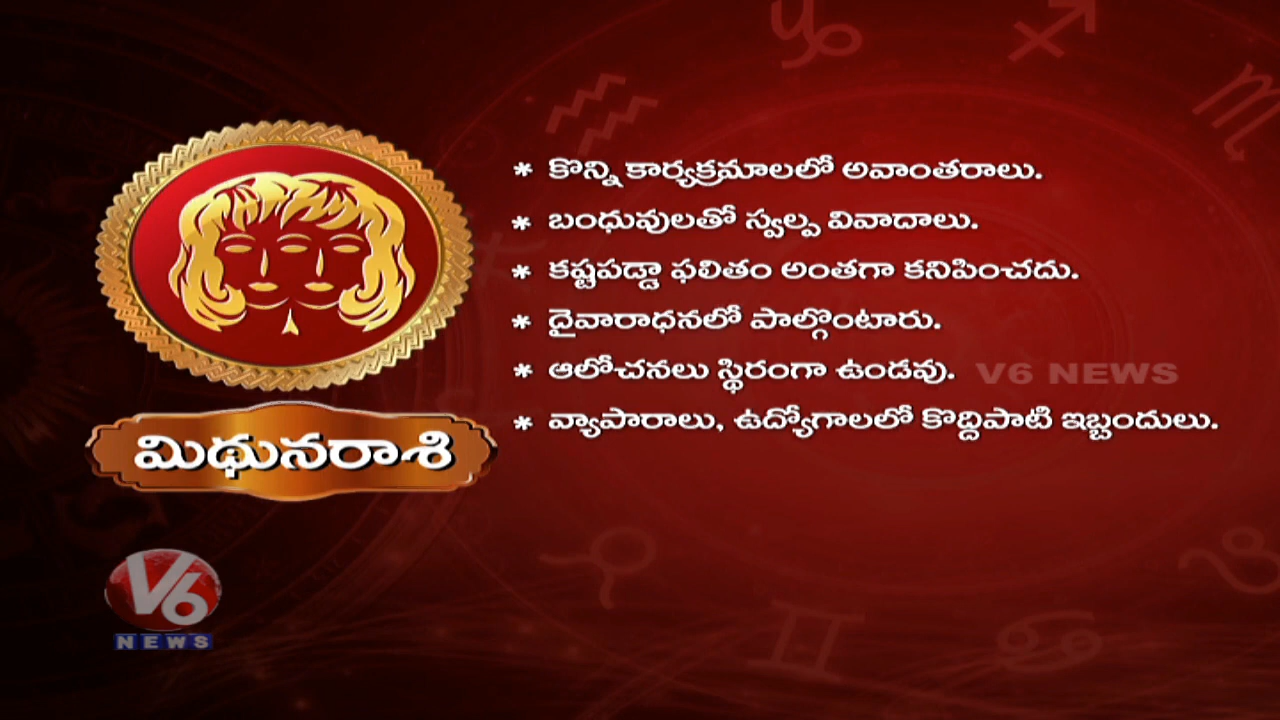 * కొన్ని కార్యక్రమాలలో అవాంతరాలు.
* బంధువులతో స్వల్ప వివాదాలు.
* కష్టపడ్డా ఫలితం అంతగా కనిపించదు.
* దైవారాధనలో పాల్గొంటారు.
* ఆలోచనలు స్థిరంగా ఉండవు.
V6 NEWS
* వ్యాపారాలు, ఉద్యోగాలలో కొద్దిపాటి ఇబ్బందులు.
మిథునరాశి
V6
NEWS